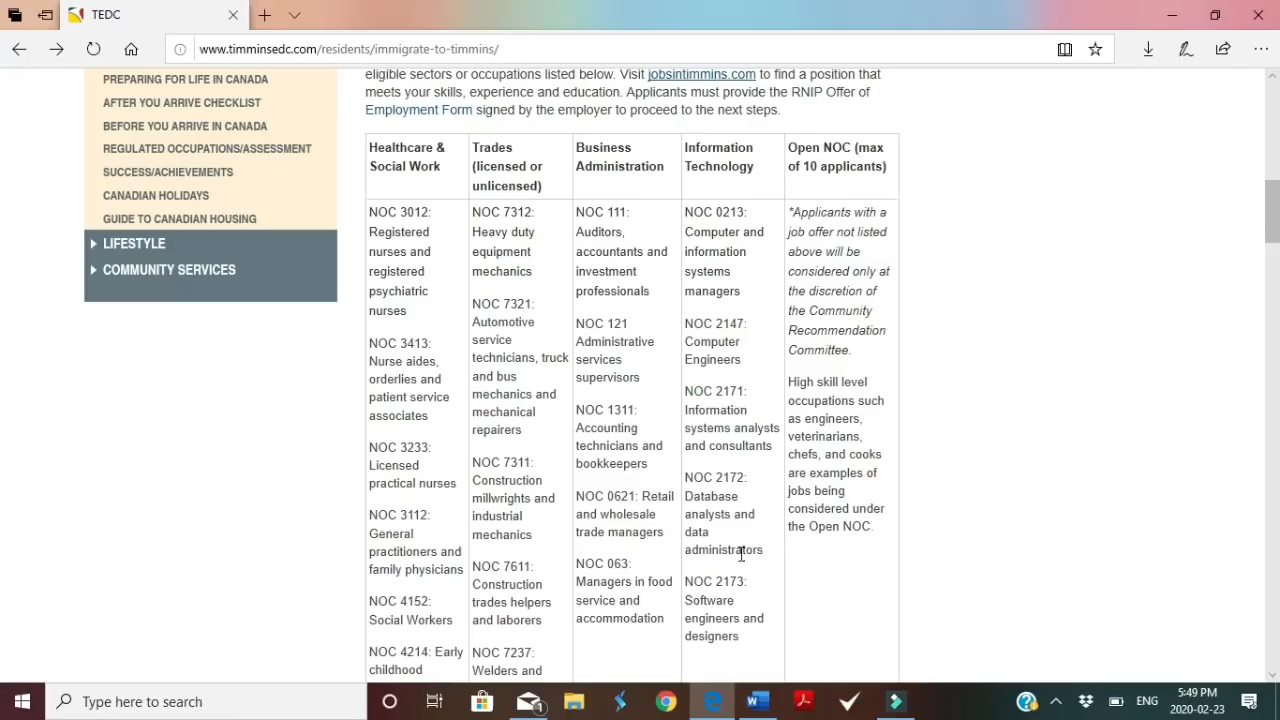 TEDC
www.timminsedc.com/residents/immigrate-to-timmins/
PREPARING FOR LIFE IN CANADA
AFTER YOU ARRIVE CHECKLIST
BEFORE YOU ARRIVE IN CANADA
REGULATED OCCUPATIONS/ASSESSMENT
SUCCESS/ACHIEVEMENTS
CANADIAN HOLIDAYS
GUIDE TO CANADIAN HOUSING
LIFESTYLE
COMMUNITY SERVICES
eligible sectors or occupations listed below. Visit jobsintimmins.com to find a position that
meets your skills, experience and education. Applicants must provide the RNIP Offer of
Employment Form signed by the employer to proceed to the next steps.
Healthcare &
Social Work
Trades
(licensed or
unlicensed)
Business
Administration
Information
Technology
Open NOC (max
of 10 applicants)
NOC 3012:
Registered
nurses and
registered
psychiatric
nurses
NOC 3413:
Nurse aides,
orderlies and
patient service
associates
NOC 3233:
Licensed
practical nurses
NOC 3112:
General
practitioners and
family physicians
NOC 4152:
Social Workers
NOC 4214: Early
childhood
NOC 7312:
Heavy duty
equipment
mechanics
NOC 7321:
Automotive
service
technicians, truck
and bus
mechanics and
mechanical
repairers
NOC 7311:
Construction
millwrights and
industrial
mechanics
NOC 7611:
Construction
trades helpers
and laborers
NOC 7237:
Welders and
NOC 111:
Auditors,
accountants and
investment
professionals
NOC 121
Administrative
services
supervisors
NOC 1311:
Accounting
technicians and
bookkeepers
NOC 0621: Retail
and wholesale
trade managers
NOC 063:
Managers in food
service and
accommodation
NOC 0213:
Computer and
information
systems
managers
NOC 2147:
Computer
Engineers
NOC 2171:
Information
systems analysts
and consultants
NOC 2172:
Database
analysts and
data
administrators
NOC 2173:
Software
engineers and
designers
*Applicants with a
job offer not listed
above will be
considered only at
the discretion of
the Community
Recommendation
Committee.
High skill level
occupations such
as engineers,
veterinarians,
chefs, and cooks
are examples of
jobs being
considered under
the Open NOC.
Type here to search
1
ENG
5:49 PM
2020-02-23
1